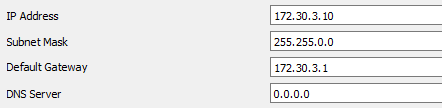 IP Address 172.30.3.10
Subnet Mask 255.255.0.0
Default Gateway 172.30.3.1
DNS Server 0.0.0.0